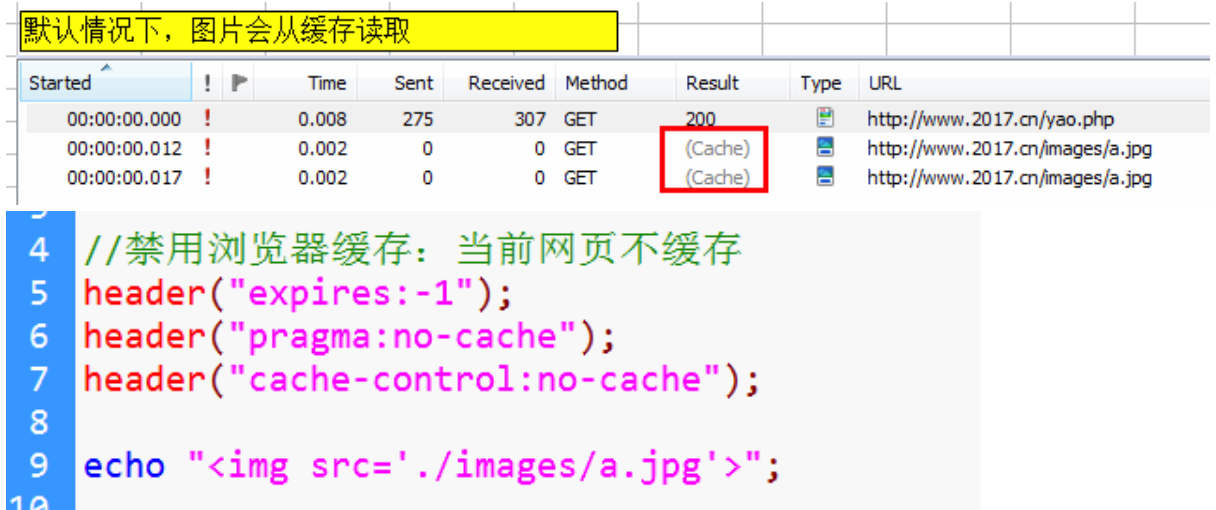 默认情况下，图片会从缓存读取
Started ! Time Sent Received Method Result Type URL
00:00:00.000 ! 0.008 275 307 GET 200 http://www.2017.cn/yao.php
00:00:00.012 ! 0.002 0 0 GET (Cache) http://www.2017.cn/images/a.jpg
00:00:00.017 ! 0.002 0 0 GET (Cache) http://www.2017.cn/images/a.jpg
4 //禁用浏览器缓存：当前网页不缓存
5 header("expires:-1");
6 header("pragma:no-cache");
7 header("cache-control:no-cache");
8
9 echo "<img src='./images/a.jpg'>";
10